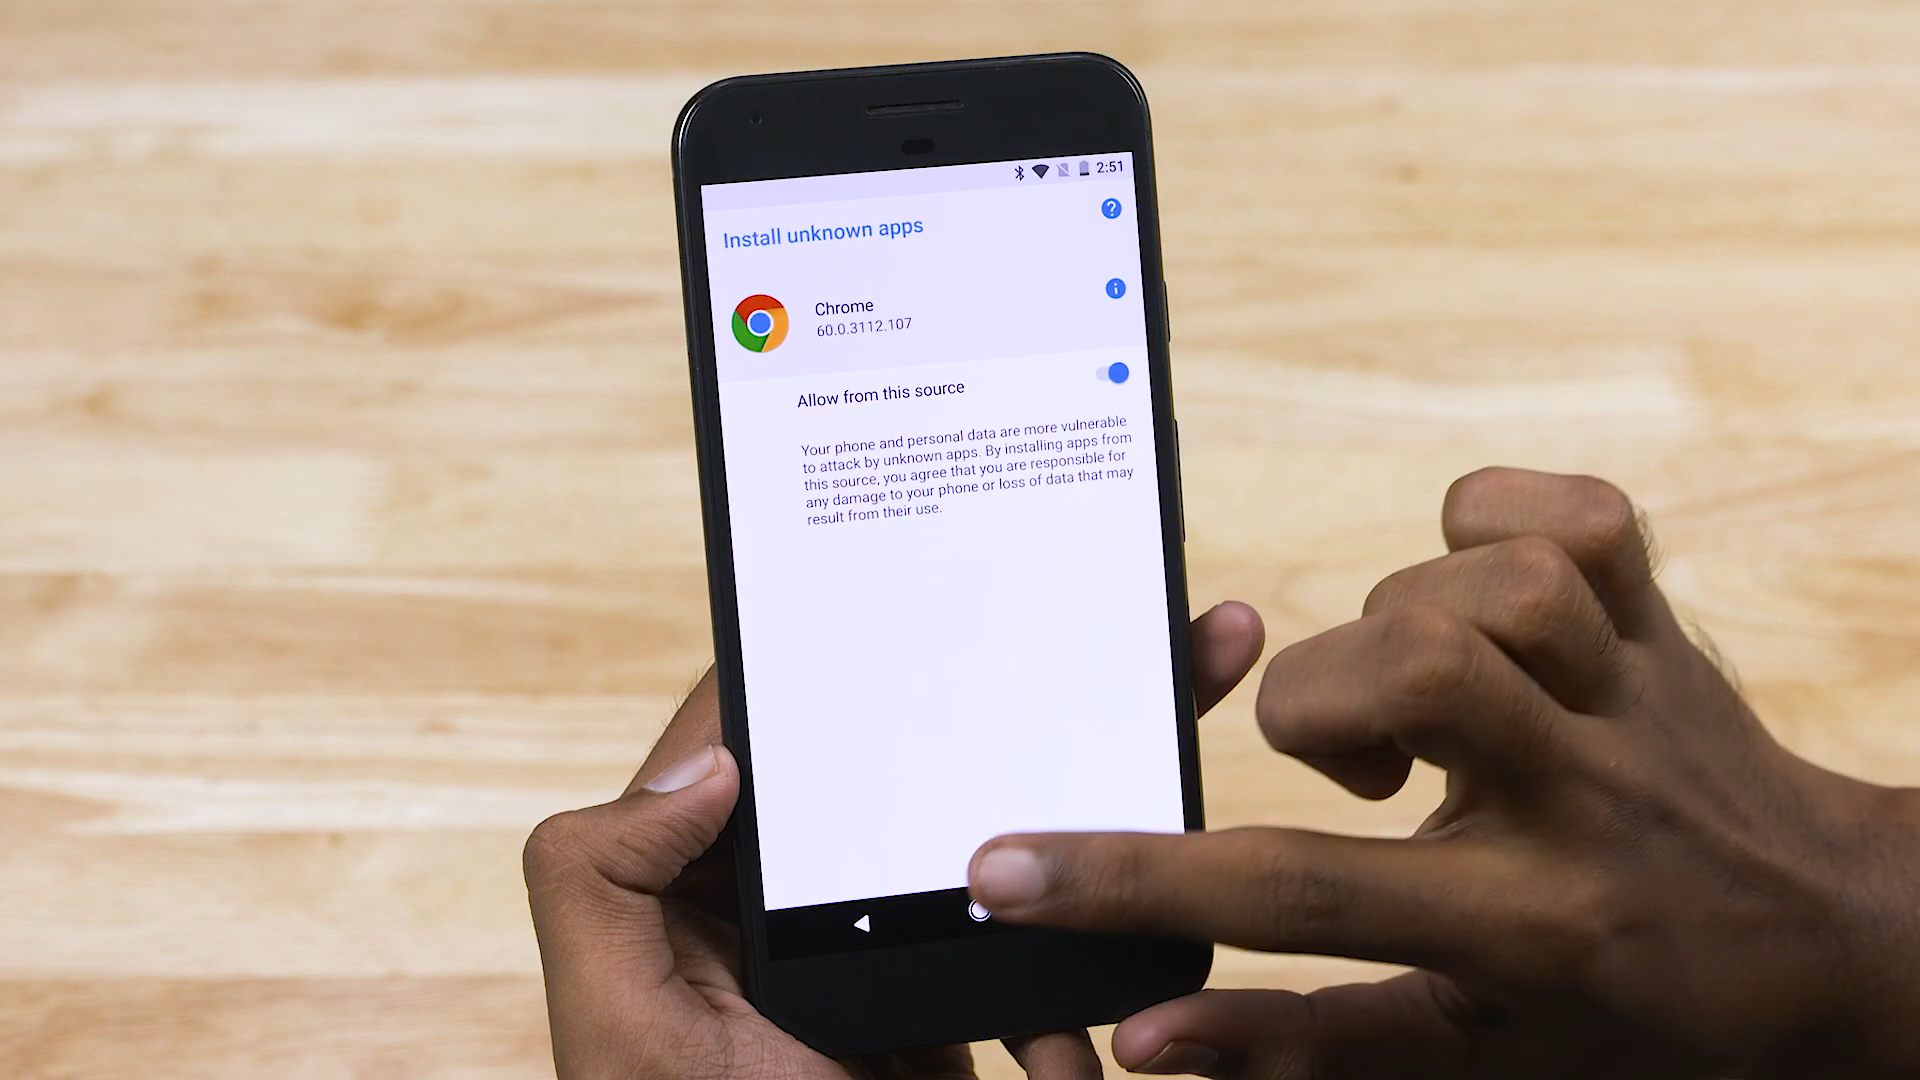 2:51
Install unknown apps
Chrome
60.0.3112.107
Allow from this source
Your phone and personal data are more vulnerable
to attack by unknown apps. By installing apps from
this source, you agree that you are responsible for
any damage to your phone or loss of data that may
result from their use.